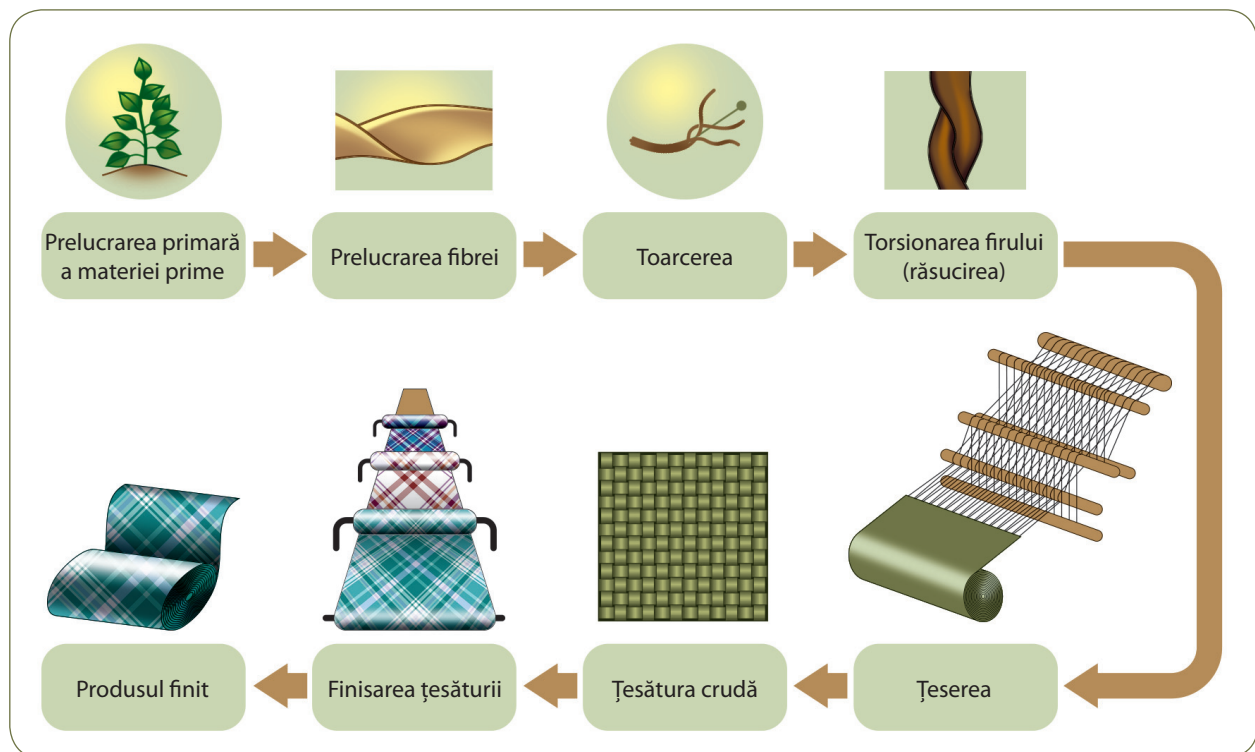 Prelucrarea primară
a materiei prime
Prelucrarea fibrei
Toarcerea
Torsionarea firului
(răsucirea)
Țeserea
Țesătura crudă
Finisarea țesăturii
Produsul finit